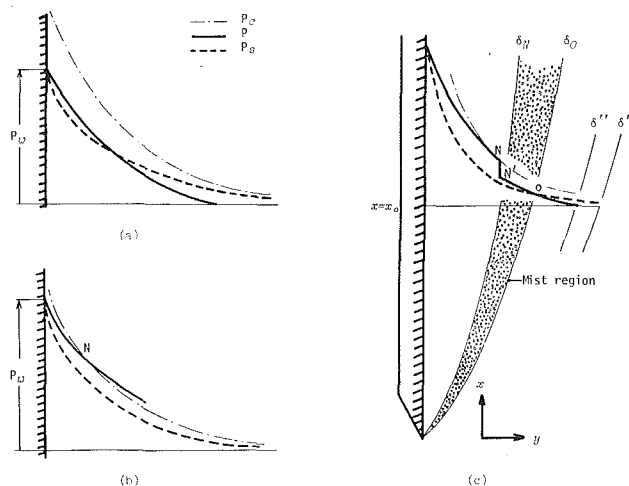 P_c
P
P_s
P_w
(a)
N
P_w
(b)
δ_N
δ_O
δ''
δ'
N
N'
o
x=x_o
Mist region
x
y
(c)